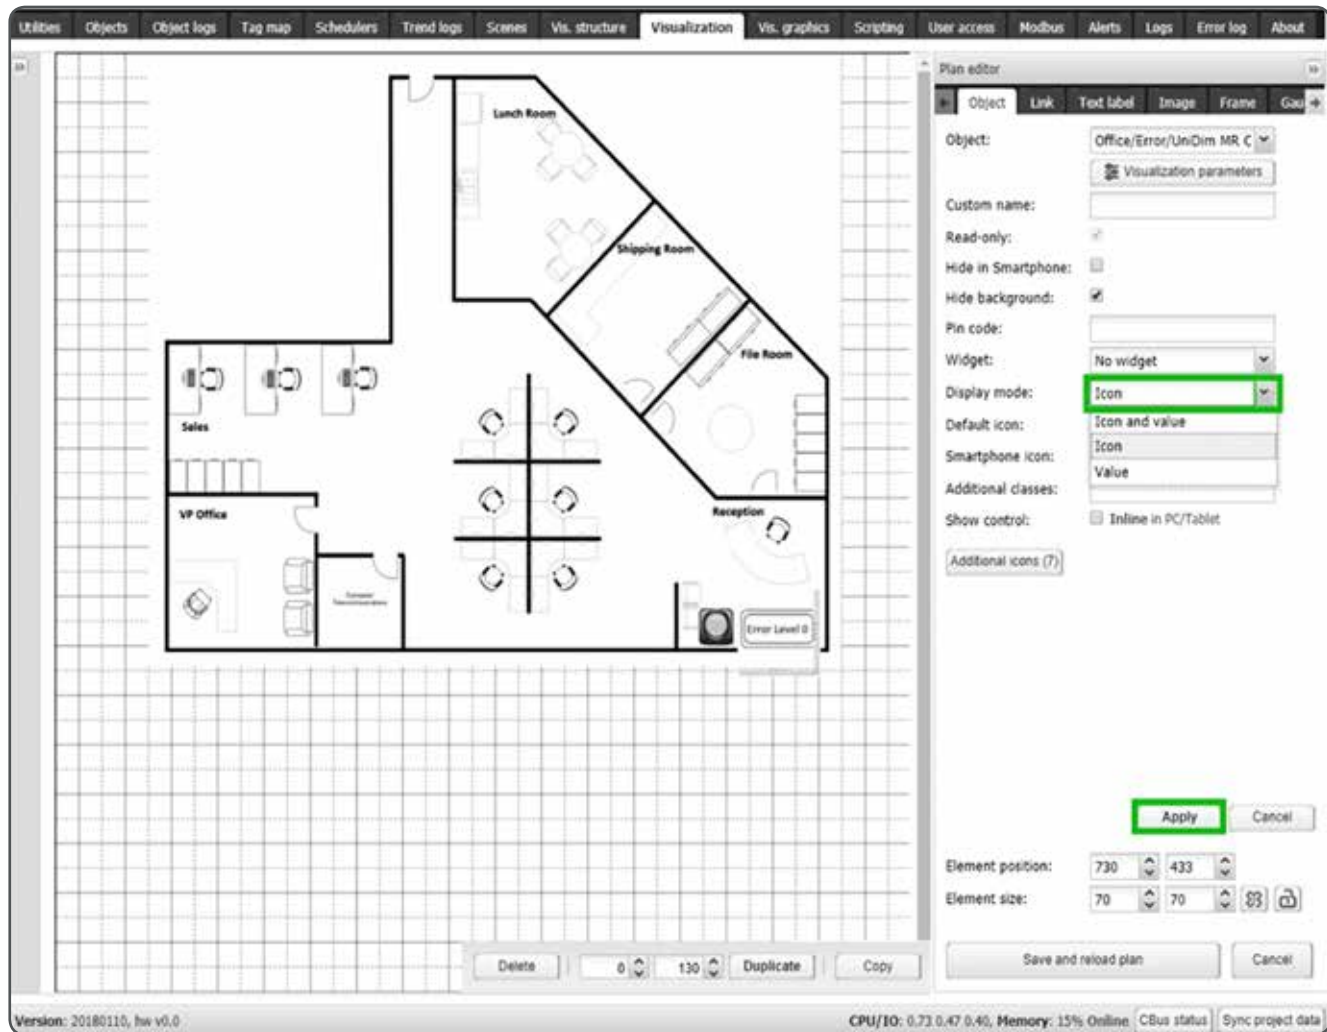 Utilities Objects Object logs Tag map Schedulers Trend logs Scenes Vis. structure Visualization Vis. graphics Scripting User access Modbus Alerts Logs Error log About
Plan editor
Object Link Text label Image Frame Gau
Object: Office/Error/UniDim MR C
Visualization parameters
Custom name:
Read-only:
Hide in Smartphone:
Hide background:
Pin code:
Widget: No widget
Display mode: Icon
Icon and value
Default icon:
Icon
Smartphone icon:
Value
Additional classes:
Show control: Inline in PC/Tablet
Additional icons (7)
Lunch Room
Shipping Room
File Room
Sales
VP Office
Reception
Error Level 0
Apply Cancel
Element position: 730 433
Element size: 70 70
Delete 0 130 Duplicate Copy
Save and reload plan Cancel
Version: 20180110, hw v0.0
CPU/IO: 0.73 0.47 0.40, Memory: 15% Online CBus status Sync project data